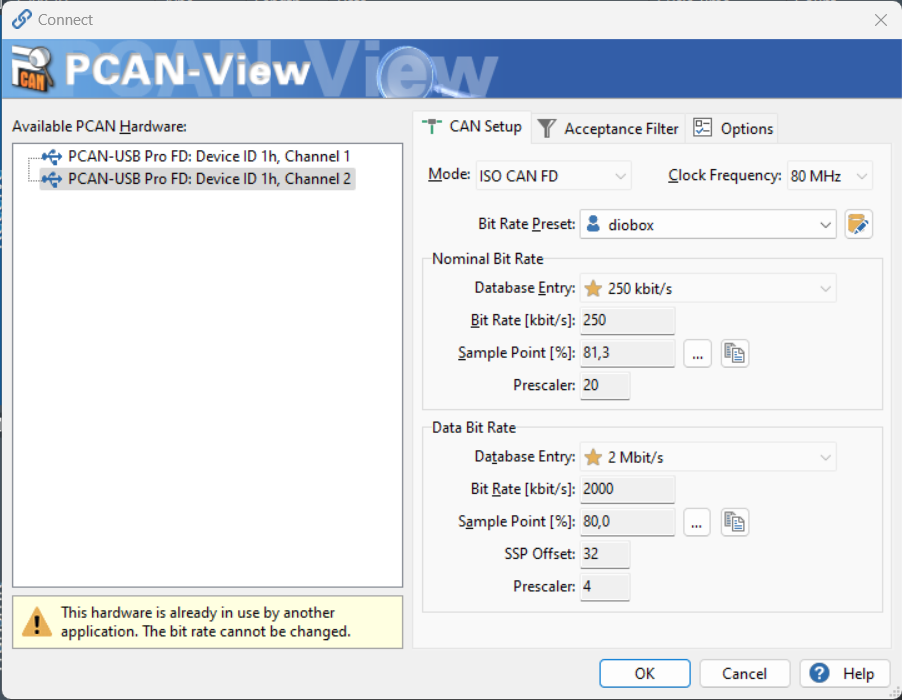 Connect
PCAN-View
Available PCAN Hardware:
PCAN-USB Pro FD: Device ID 1h, Channel 1
PCAN-USB Pro FD: Device ID 1h, Channel 2
This hardware is already in use by another
application. The bit rate cannot be changed.
CAN Setup
Acceptance Filter
Options
Mode: ISO CAN FD
Clock Frequency: 80 MHz
Bit Rate Preset: diobox
Nominal Bit Rate
Database Entry: 250 kbit/s
Bit Rate [kbit/s]: 250
Sample Point [%]: 81,3 ...
Prescaler: 20
Data Bit Rate
Database Entry: 2 Mbit/s
Bit Rate [kbit/s]: 2000
Sample Point [%]: 80,0 ...
SSP Offset: 32
Prescaler: 4
OK
Cancel
Help